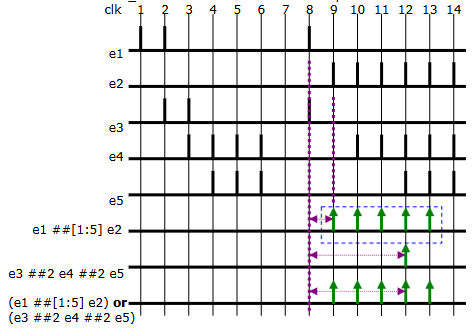 clk 1 2 3 4 5 6 7 8 9 10 11 12 13 14
e1
e2
e3
e4
e5
e1 ##[1:5] e2
e3 ##2 e4 ##2 e5
(e1 ##[1:5] e2) or
(e3 ##2 e4 ##2 e5)